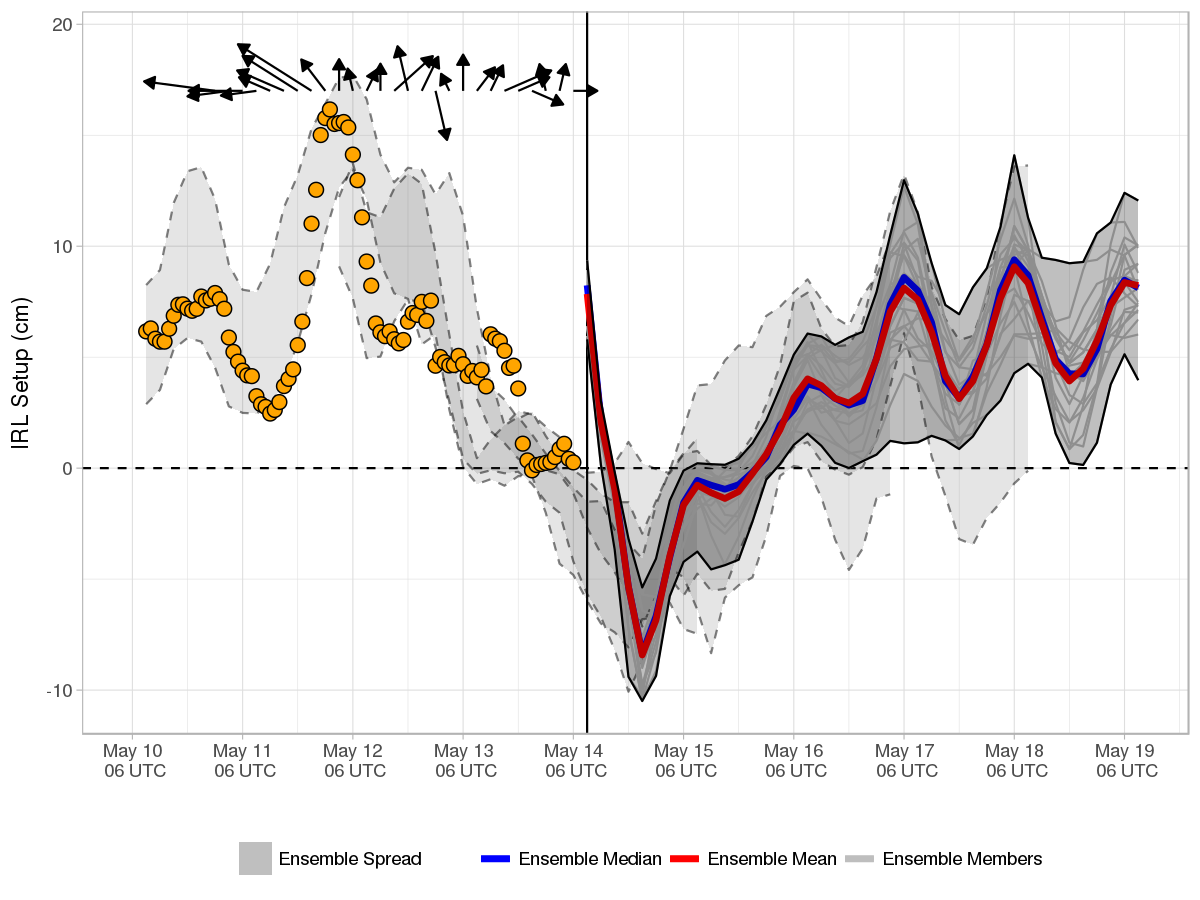 20
10
0
-10
IRL Setup (cm)
May 10 May 11 May 12 May 13 May 14 May 15 May 16 May 17 May 18 May 19
06 UTC 06 UTC 06 UTC 06 UTC 06 UTC 06 UTC 06 UTC 06 UTC 06 UTC 06 UTC
Ensemble Spread Ensemble Median Ensemble Mean Ensemble Members